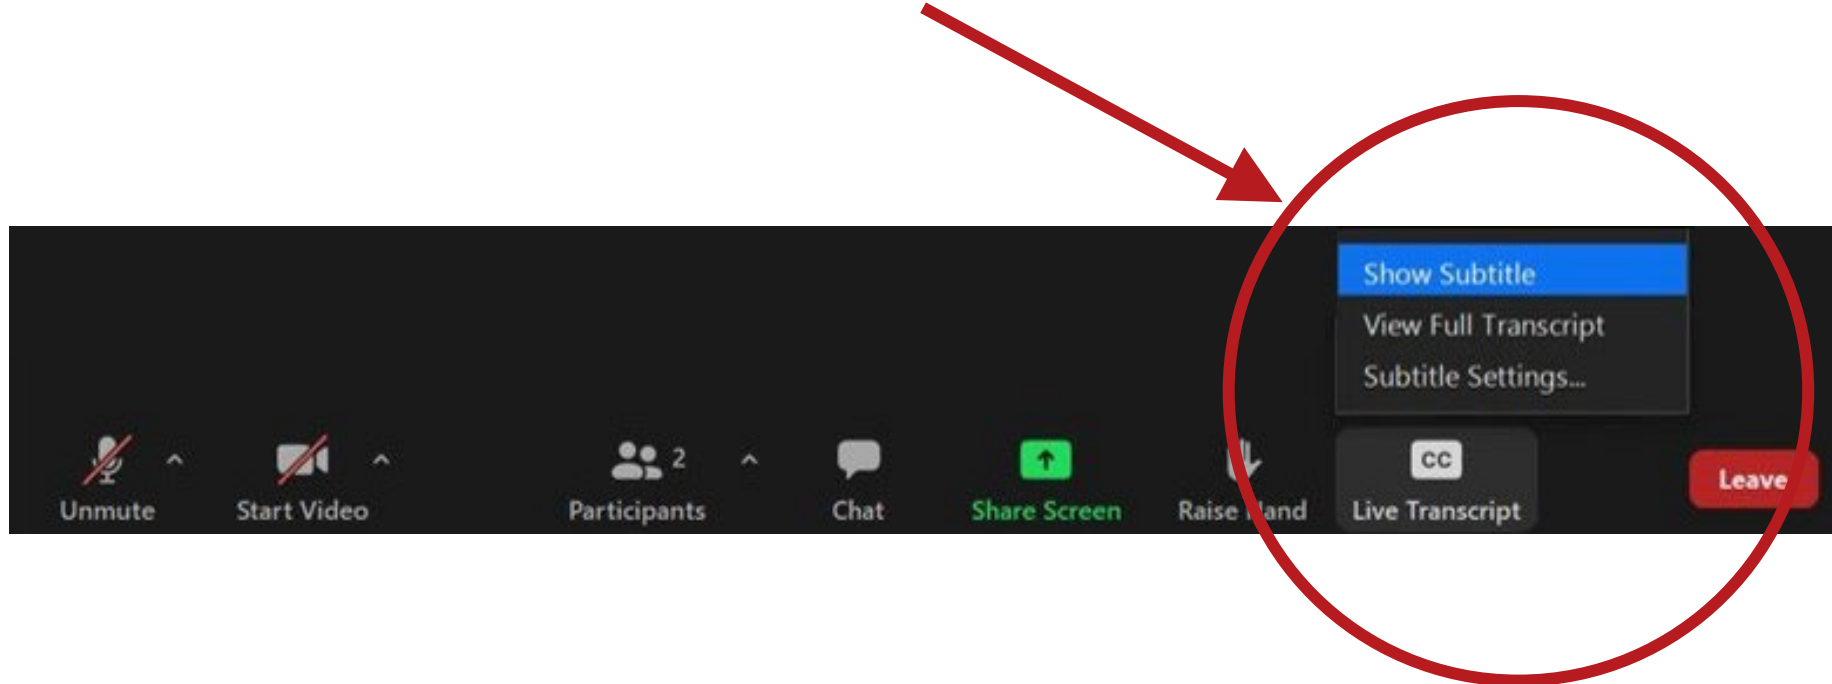 Show Subtitle
View Full Transcript
Subtitle Settings...
2
CC
Unmute
Start Video
Participants
Chat
Share Screen
Raise Hand
Live Transcript
Leave